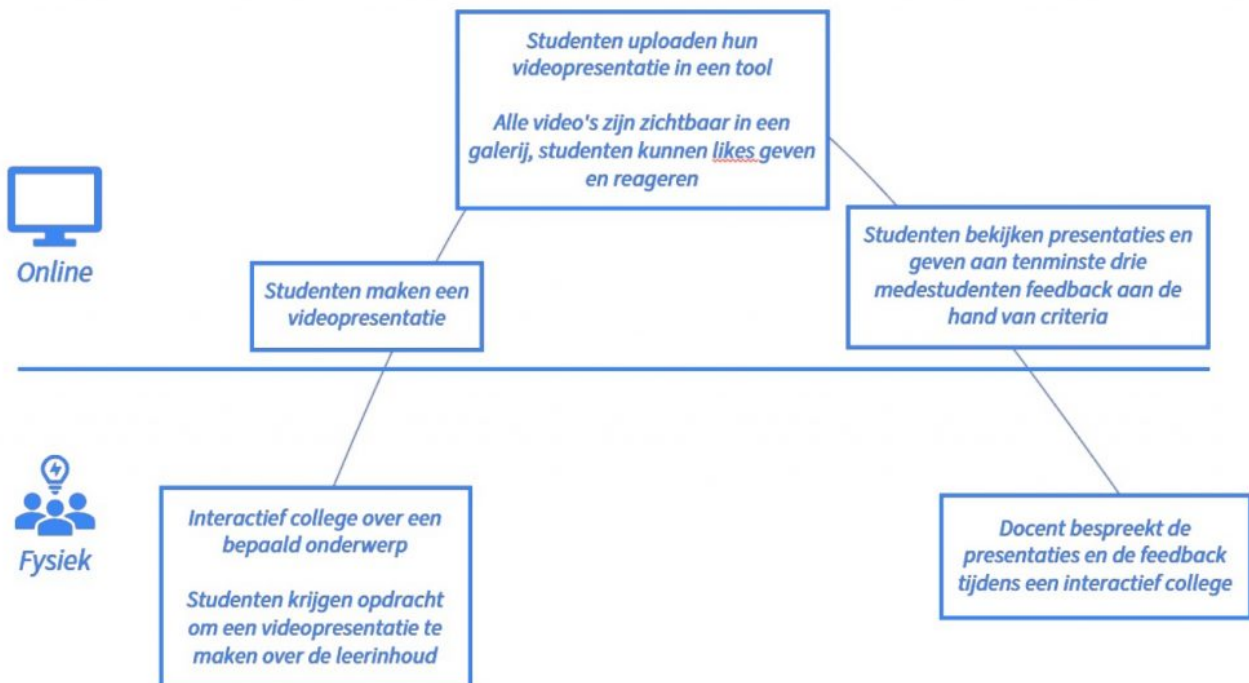 Studenten uploaden hun
videopresentatie in een tool
Alle video's zijn zichtbaar in een
galerij, studenten kunnen likes geven
en reageren
Online
Studenten maken een
videopresentatie
Studenten bekijken presentaties en
geven aan tenminste drie
medestudenten feedback aan de
hand van criteria
Fysiek
Interactief college over een
bepaald onderwerp
Studenten krijgen opdracht
om een videopresentatie te
maken over de leerinhoud
Docent bespreekt de
presentaties en de feedback
tijdens een interactief college